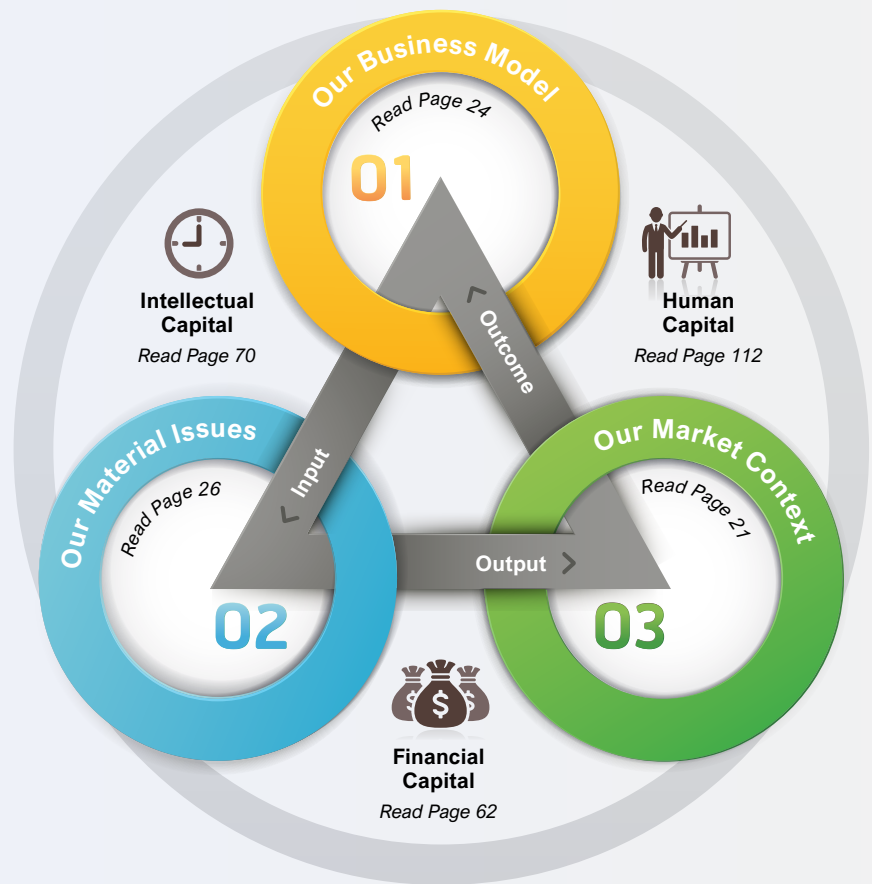 Our Business Model
Read Page 24
01
Intellectual
Capital
Read Page 70
Human
Capital
Read Page 112
Outcome
Input
Output
Our Material Issues
Read Page 26
02
Our Market Context
Read Page 21
03
$ $ $
Financial
Capital
Read Page 62